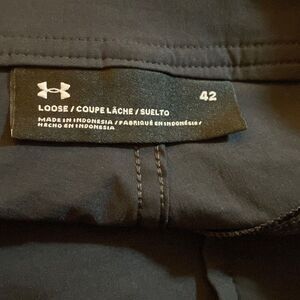 42
LOOSE / COUPE LÂCHE / SUELTO
MADE IN INDONESIA / FABRIQUÉ EN INDONÉSIE /
HECHO EN INDONESIA